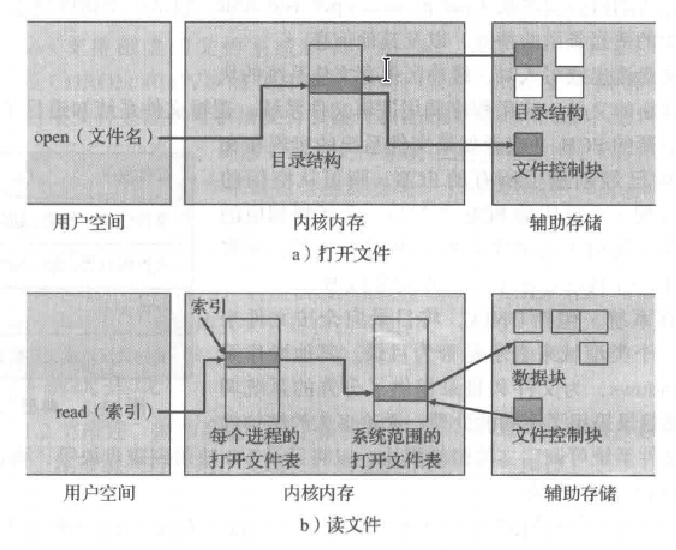 open（文件名）
目录结构
目录结构
文件控制块
用户空间
内核内存
辅助存储
a）打开文件
索引
read（索引）
每个进程的
打开文件表
系统范围的
打开文件表
数据块
文件控制块
用户空间
内核内存
辅助存储
b）读文件